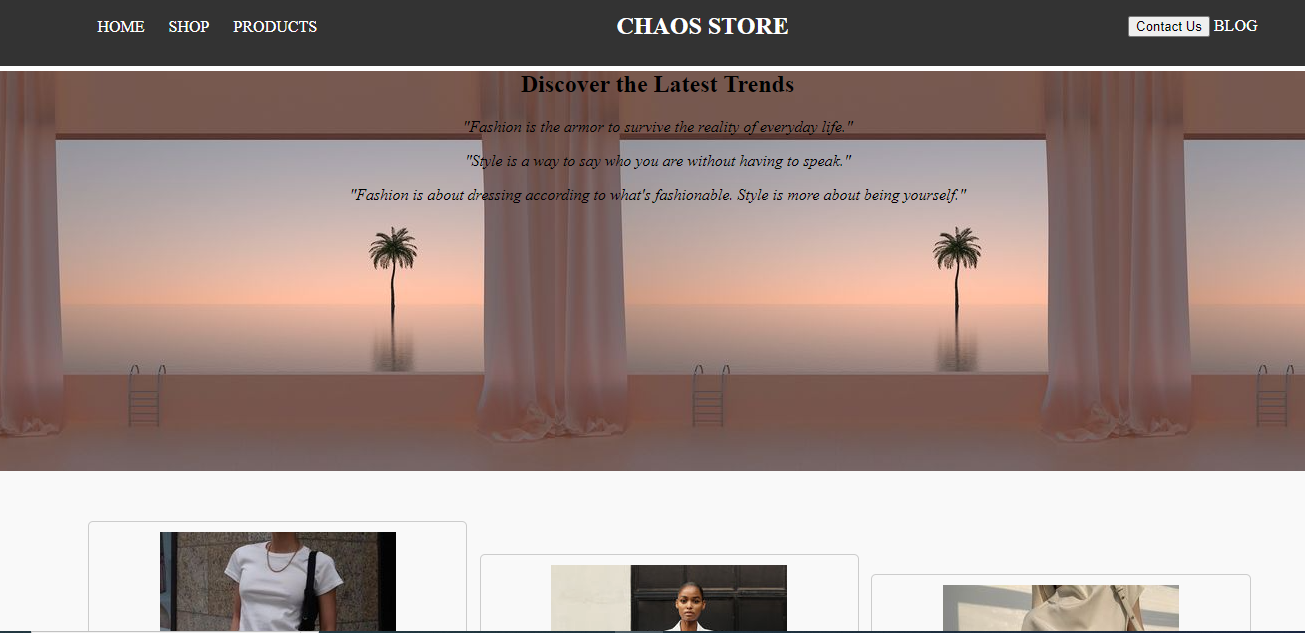 HOME SHOP PRODUCTS CHAOS STORE Contact Us BLOG
Discover the Latest Trends
"Fashion is the armor to survive the reality of everyday life."
"Style is a way to say who you are without having to speak."
"Fashion is about dressing according to what's fashionable. Style is more about being yourself."